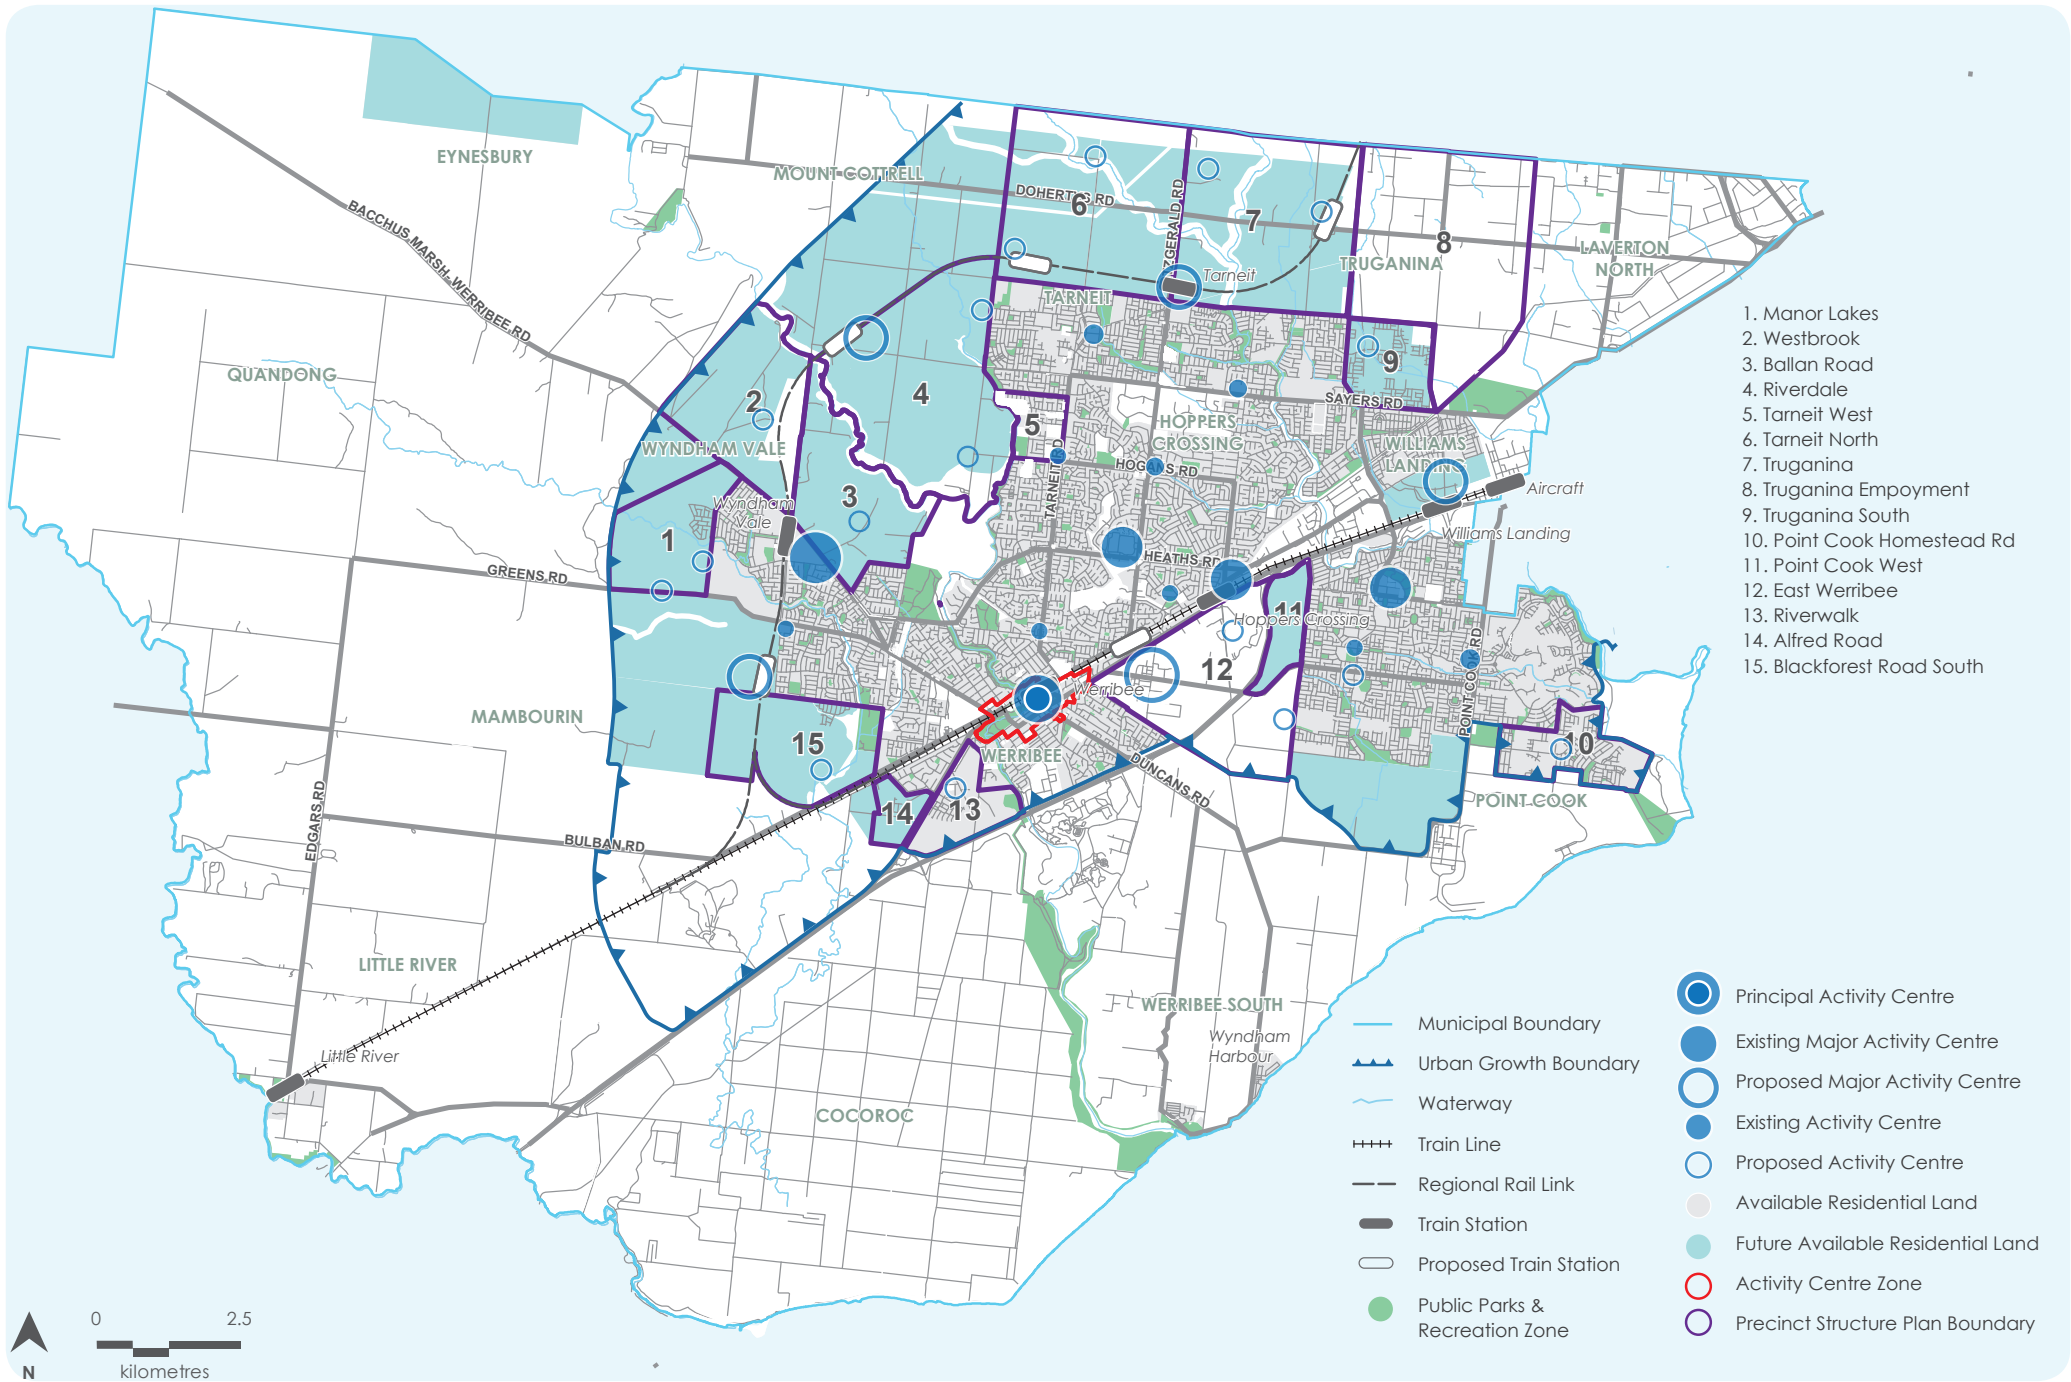 EYNESBURY
MOUNT COTTRELL
BACCHUS MARSH-WERRIBEE RD
DOHERTYS RD
6
ZGERALD RD
7
8
TRUGANINA
LAVERTON
NORTH
Tarneit
TARNEIT
QUANDONG
2
4
5
9
SAYERS RD
HOPPERS
CROSSING
WILLIAMS
LANDING
WYNDHAM VALE
HOGANS RD
TARNEIT RD
Aircraft
Wyndham
Vale
3
1
Williams Landing
HEATHS RD
GREENS RD
11
Hoppers Crossing
12
Werribee
POINT COOK RD
MAMBOURIN
15
WERRIBEE
10
DUNCANS RD
POINT COOK
14
13
EDGARS RD
BULBAN RD
LITTLE RIVER
WERRIBEE SOUTH
Wyndham
Harbour
Little River
COCOROC
1. Manor Lakes
2. Westbrook
3. Ballan Road
4. Riverdale
5. Tarneit West
6. Tarneit North
7. Truganina
8. Truganina Empoyment
9. Truganina South
10. Point Cook Homestead Rd
11. Point Cook West
12. East Werribee
13. Riverwalk
14. Alfred Road
15. Blackforest Road South
Municipal Boundary
Urban Growth Boundary
Waterway
Train Line
Regional Rail Link
Train Station
Proposed Train Station
Public Parks &
Recreation Zone
Principal Activity Centre
Existing Major Activity Centre
Proposed Major Activity Centre
Existing Activity Centre
Proposed Activity Centre
Available Residential Land
Future Available Residential Land
Activity Centre Zone
Precinct Structure Plan Boundary
0 2.5
kilometres
N